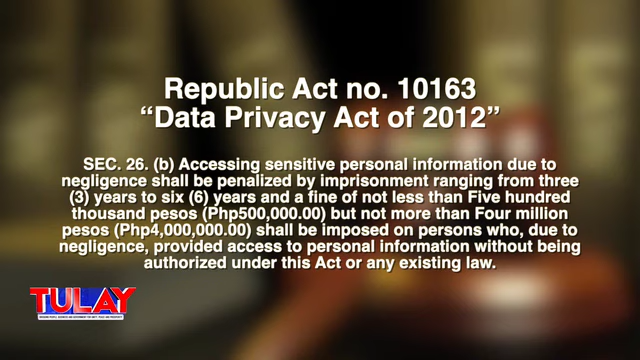 Republic Act no. 10163
“Data Privacy Act of 2012”
SEC. 26. (b) Accessing sensitive personal information due to
negligence shall be penalized by imprisonment ranging from three
(3) years to six (6) years and a fine of not less than Five hundred
thousand pesos (Php500,000.00) but not more than Four million
pesos (Php4,000,000.00) shall be imposed on persons who, due to
negligence, provided access to personal information without being
authorized under this Act or any existing law.
TULAY